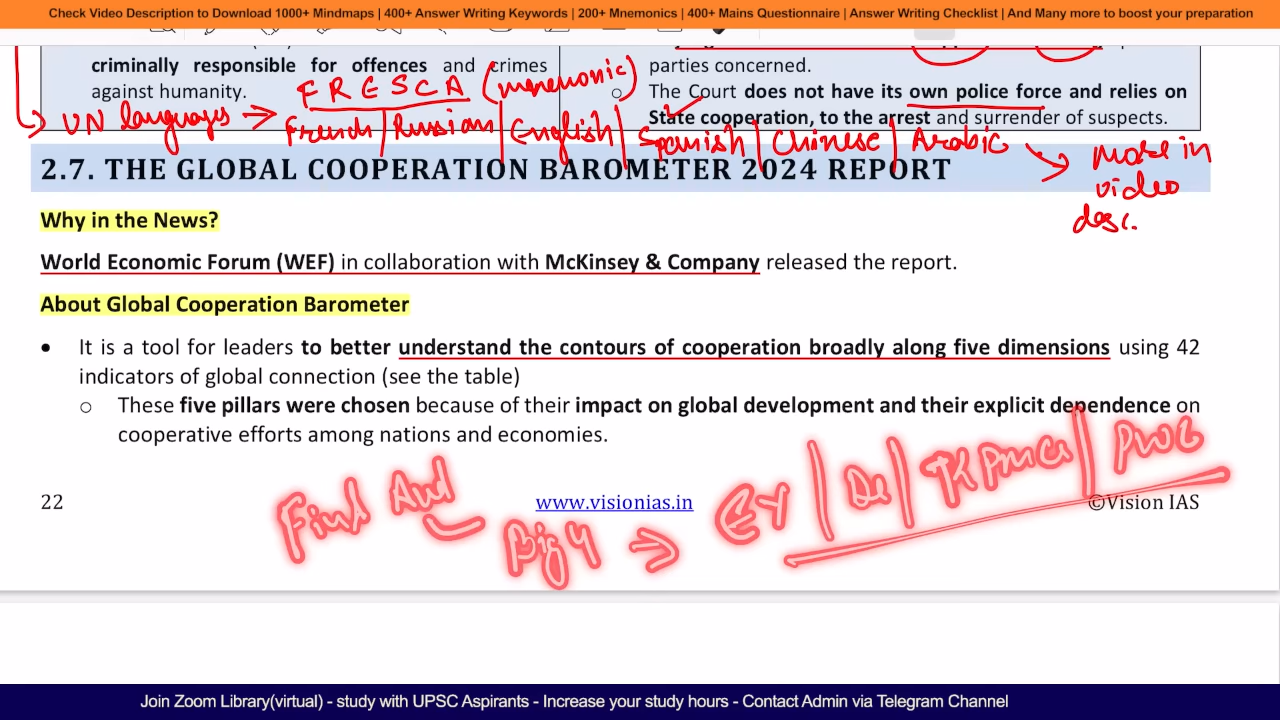 Check Video Description to Download 1000+ Mindmaps | 400+ Answer Writing Keywords | 200+ Mnemonics | 400+ Mains Questionnaire | Answer Writing Checklist | And Many more to boost your preparation
criminally responsible for offences and crimes
against humanity.
parties concerned.
○ The Court does not have its own police force and relies on
State cooperation, to the arrest and surrender of suspects.
FRESCA (mnemonic)
UN languages → French | Russian | English | Spanish | Chinese | Arabic → More in
video
desc.
2.7. THE GLOBAL COOPERATION BAROMETER 2024 REPORT
Why in the News?
World Economic Forum (WEF) in collaboration with McKinsey & Company released the report.
About Global Cooperation Barometer
• It is a tool for leaders to better understand the contours of cooperation broadly along five dimensions using 42
indicators of global connection (see the table)
○ These five pillars were chosen because of their impact on global development and their explicit dependence on
cooperative efforts among nations and economies.
Big 4 → EY | De | KPMG | PWC
22 www.visionias.in ©Vision IAS
Join Zoom Library(virtual) - study with UPSC Aspirants - Increase your study hours - Contact Admin via Telegram Channel